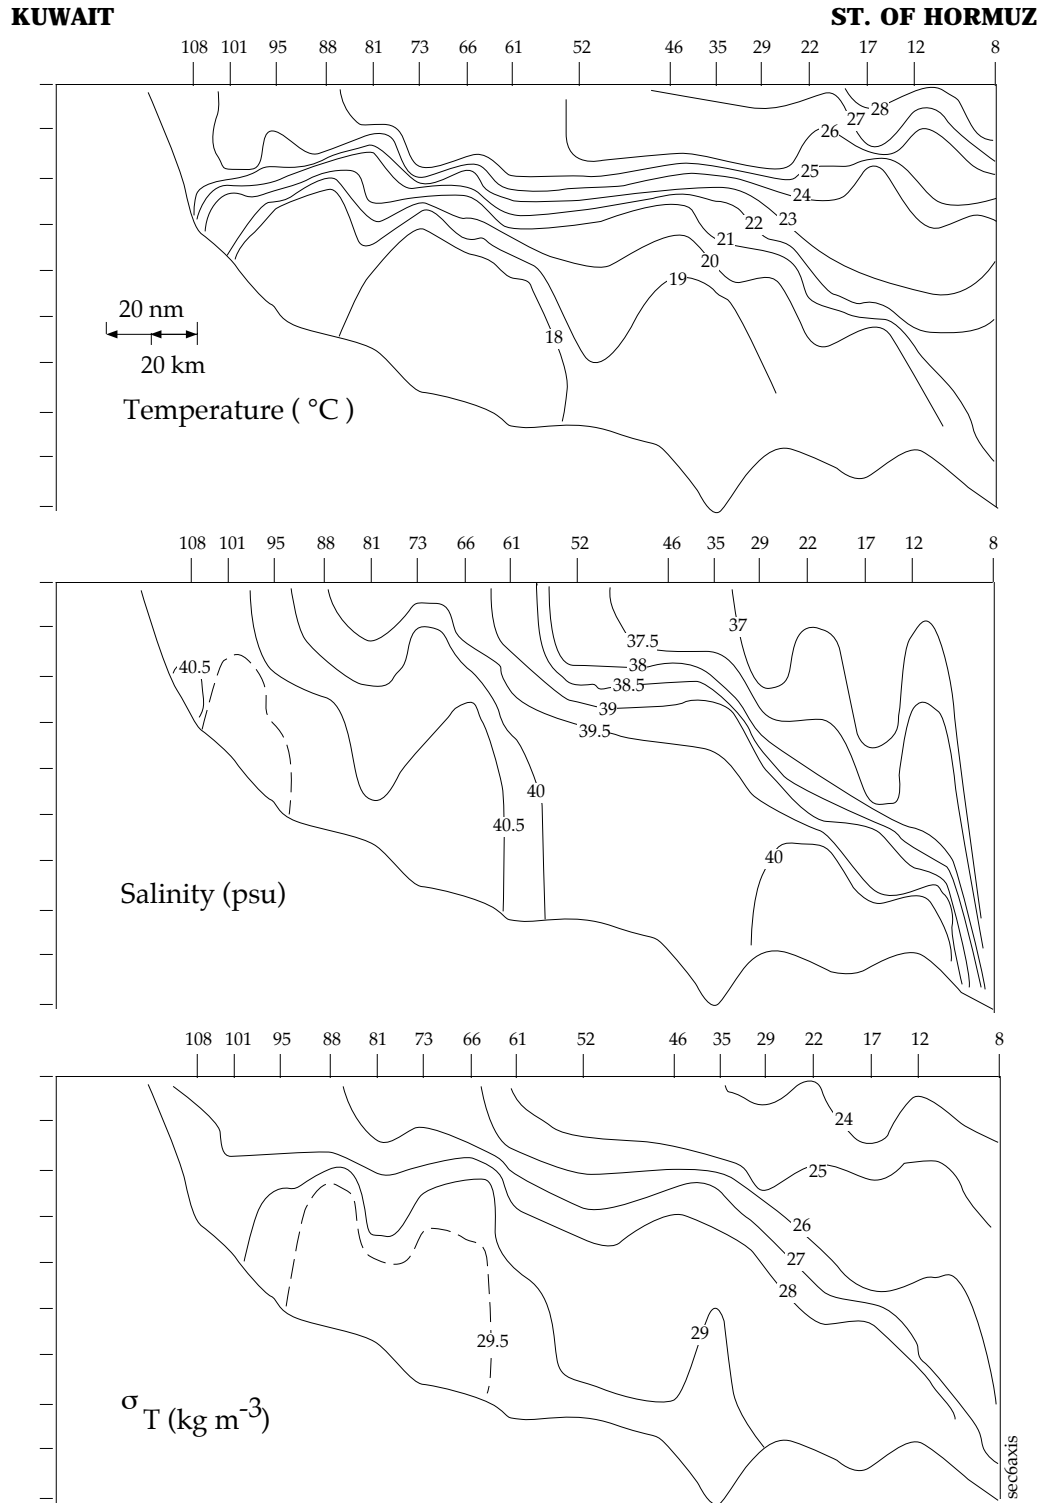 KUWAIT ST. OF HORMUZ
108 101 95 88 81 73 66 61 52 46 35 29 22 17 12 8
28
27
26
25
24
23
22
21
20
19
18
20 nm
20 km
Temperature ( °C )
108 101 95 88 81 73 66 61 52 46 35 29 22 17 12 8
37
37.5
38
40.5
38.5
39
39.5
40
40.5
40
Salinity (psu)
108 101 95 88 81 73 66 61 52 46 35 29 22 17 12 8
24
25
26
27
28
29
29.5
σ T (kg m-3)
sec6axis